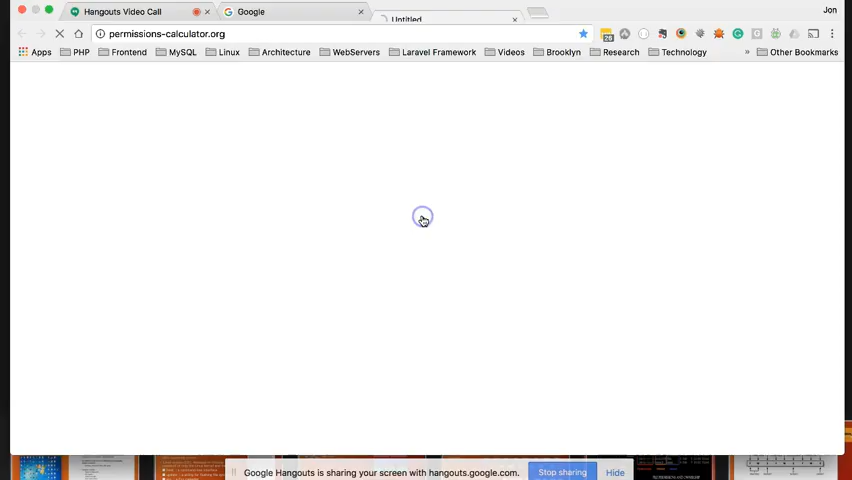 Hangouts Video Call
Google
Untitled
Jon
permissions-calculator.org
26
Apps
PHP
Frontend
MySQL
Linux
Architecture
WebServers
Laravel Framework
Videos
Brooklyn
Research
Technology
»
Other Bookmarks
Google Hangouts is sharing your screen with hangouts.google.com.
Stop sharing
Hide